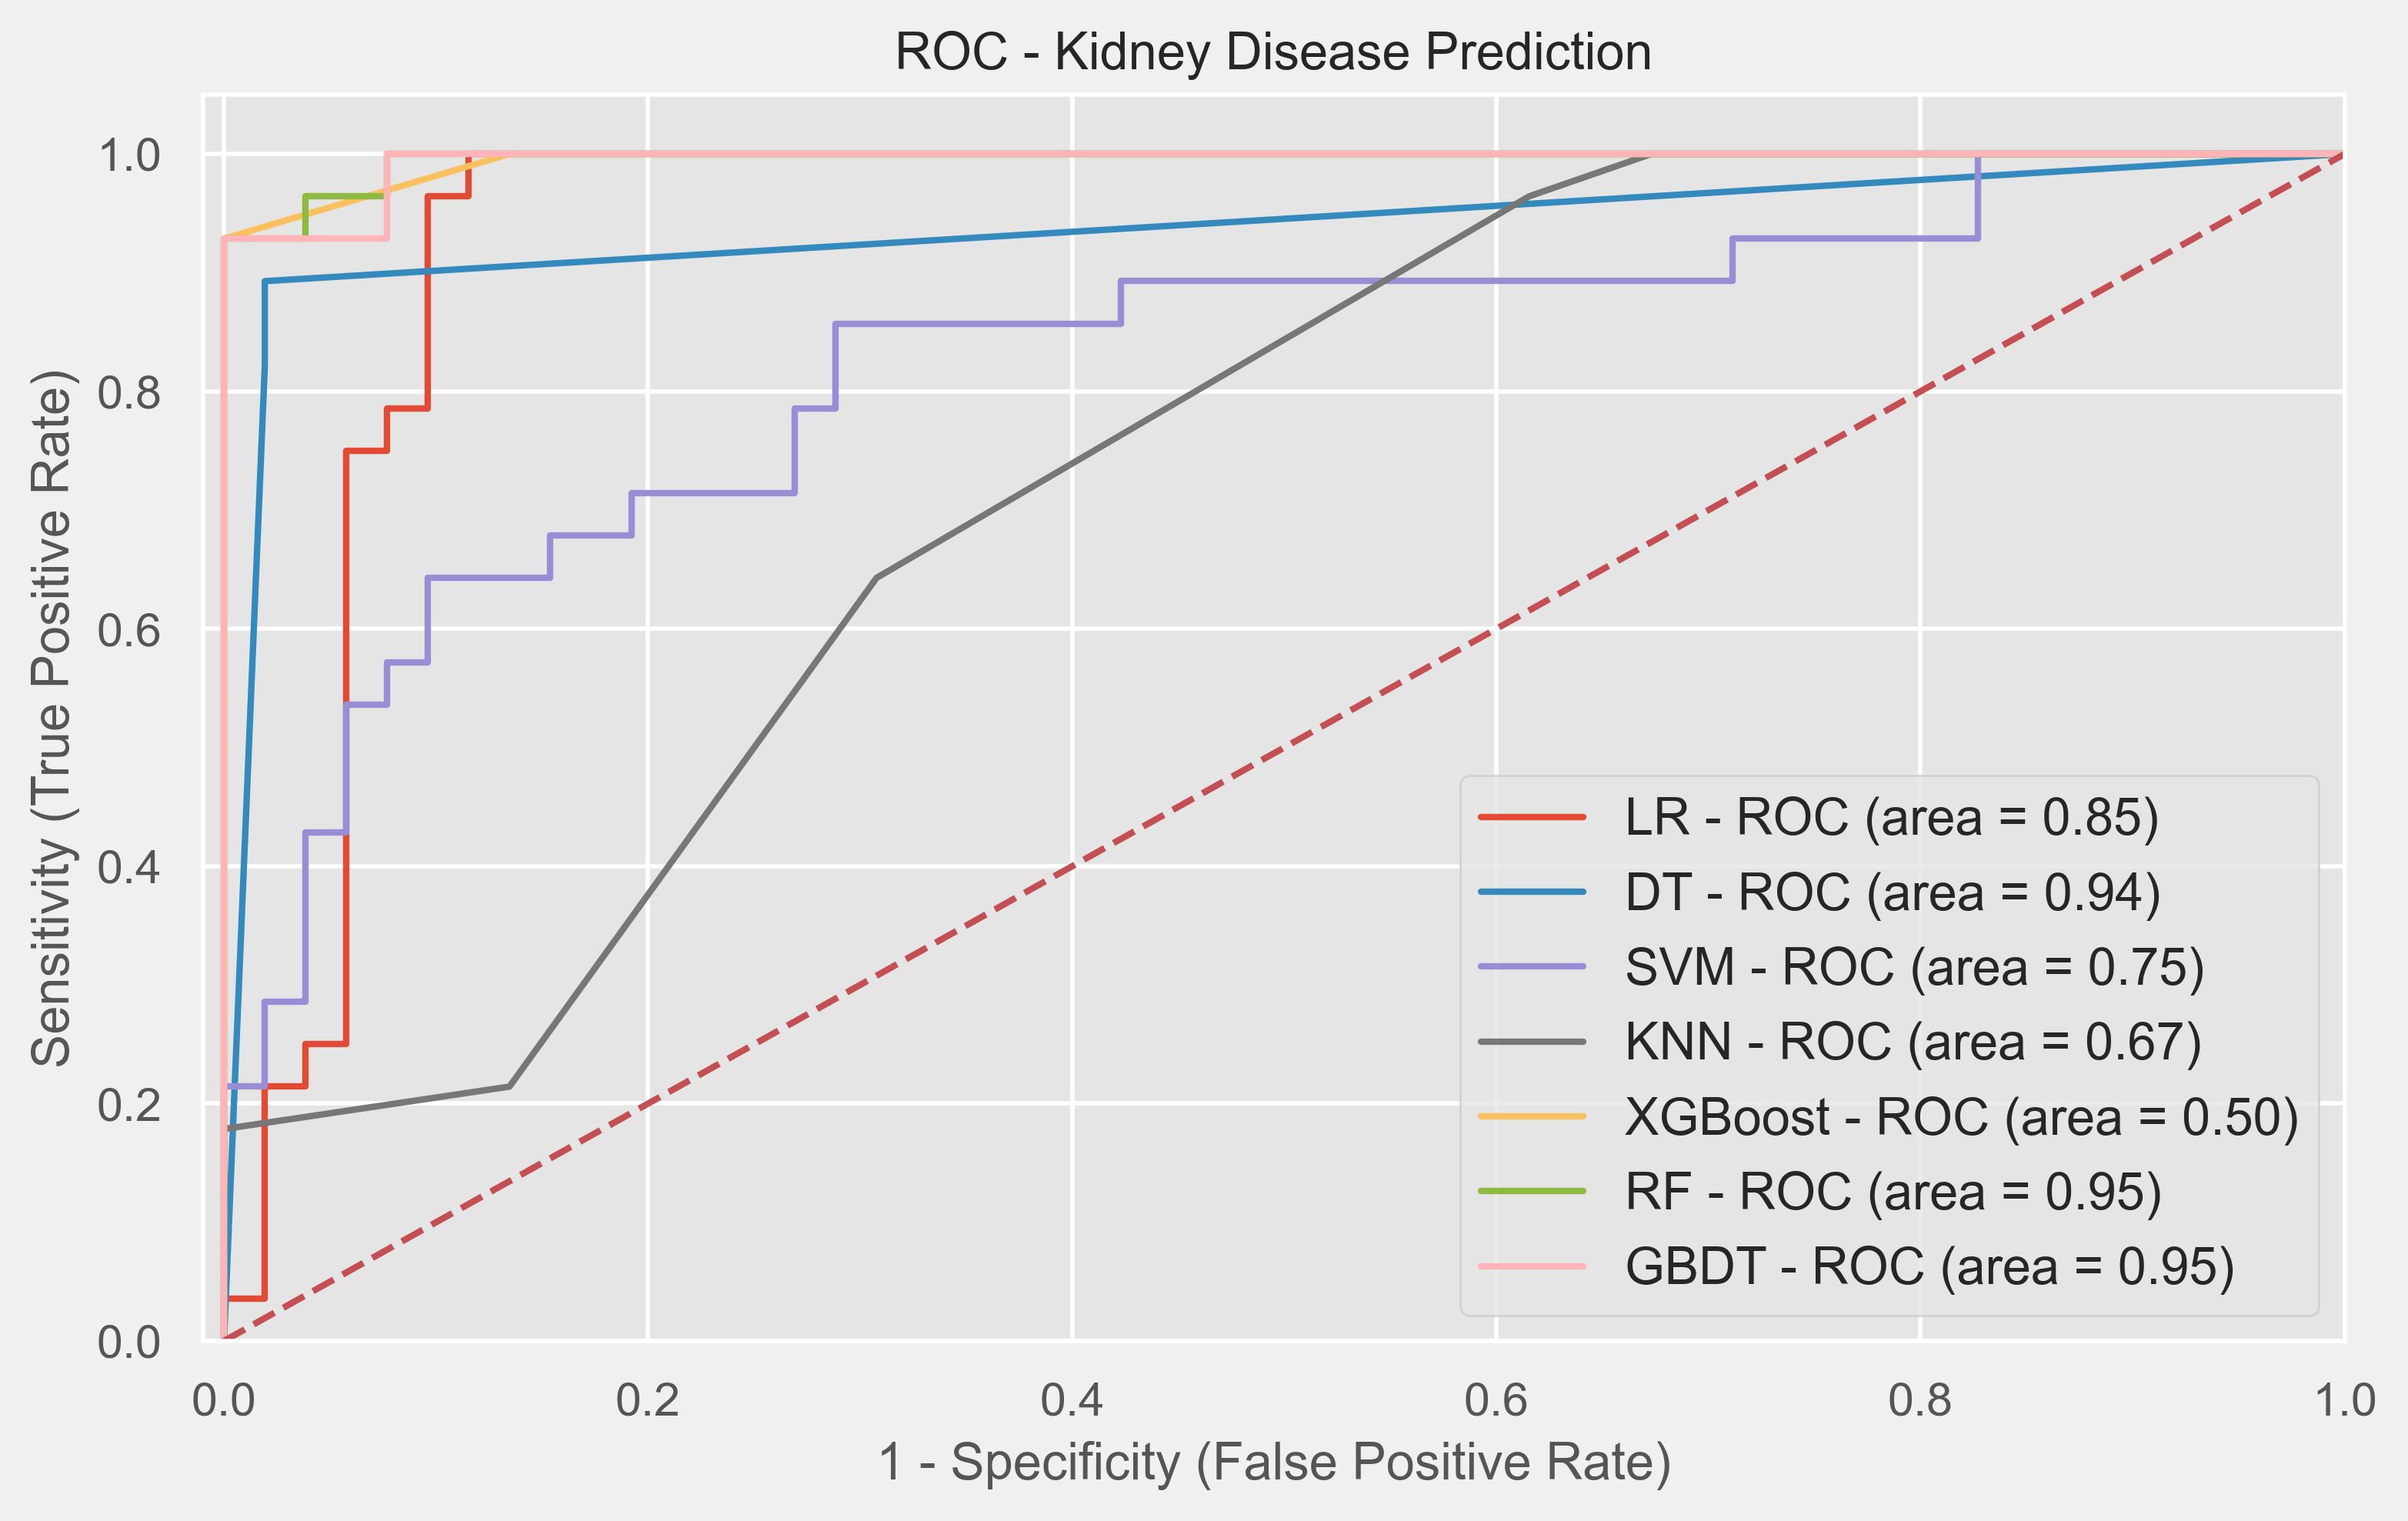 ROC - Kidney Disease Prediction
Sensitivity (True Positive Rate)
1.0
0.8
0.6
0.4
0.2
0.0
LR - ROC (area = 0.85)
DT - ROC (area = 0.94)
SVM - ROC (area = 0.75)
KNN - ROC (area = 0.67)
XGBoost - ROC (area = 0.50)
RF - ROC (area = 0.95)
GBDT - ROC (area = 0.95)
0.0 0.2 0.4 0.6 0.8 1.0
1 - Specificity (False Positive Rate)